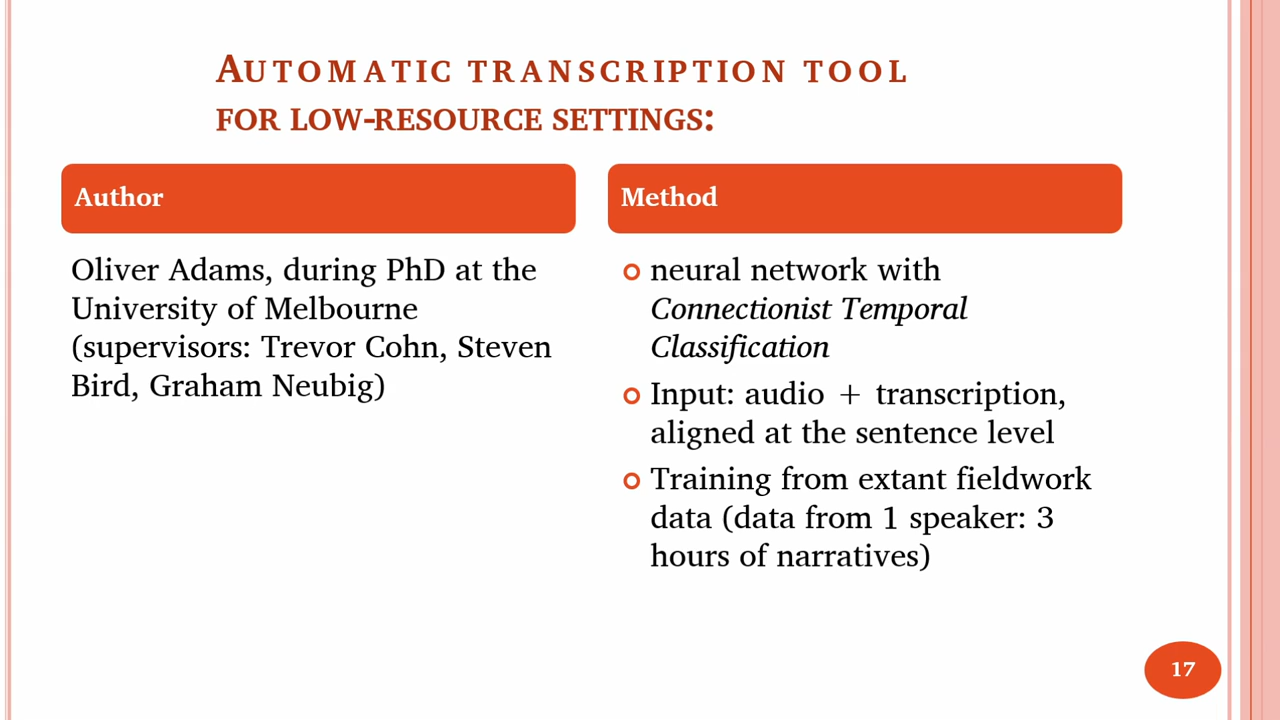 AUTOMATIC TRANSCRIPTION TOOL
FOR LOW-RESOURCE SETTINGS:
Author
Oliver Adams, during PhD at the
University of Melbourne
(supervisors: Trevor Cohn, Steven
Bird, Graham Neubig)
Method
neural network with
Connectionist Temporal
Classification
Input: audio + transcription,
aligned at the sentence level
Training from extant fieldwork
data (data from 1 speaker: 3
hours of narratives)
17